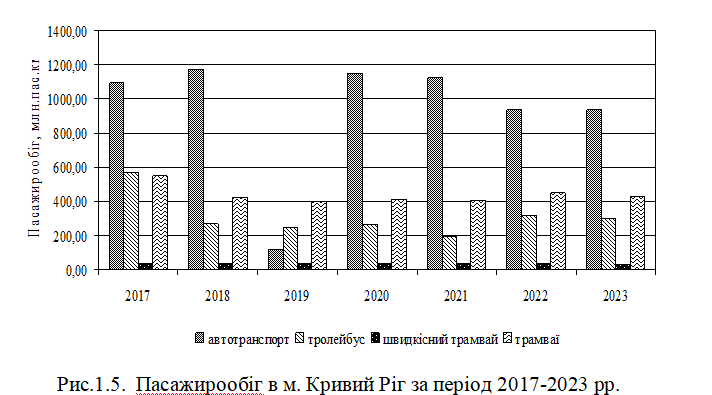 Пасажирообіг, млн.пас.км
1400,00
1200,00
1000,00
800,00
600,00
400,00
200,00
0,00
2017 2018 2019 2020 2021 2022 2023
автотранспорт тролейбус швидкісний трамвай трамваї
Рис.1.5. Пасажирообіг в м. Кривий Ріг за період 2017-2023 рр.